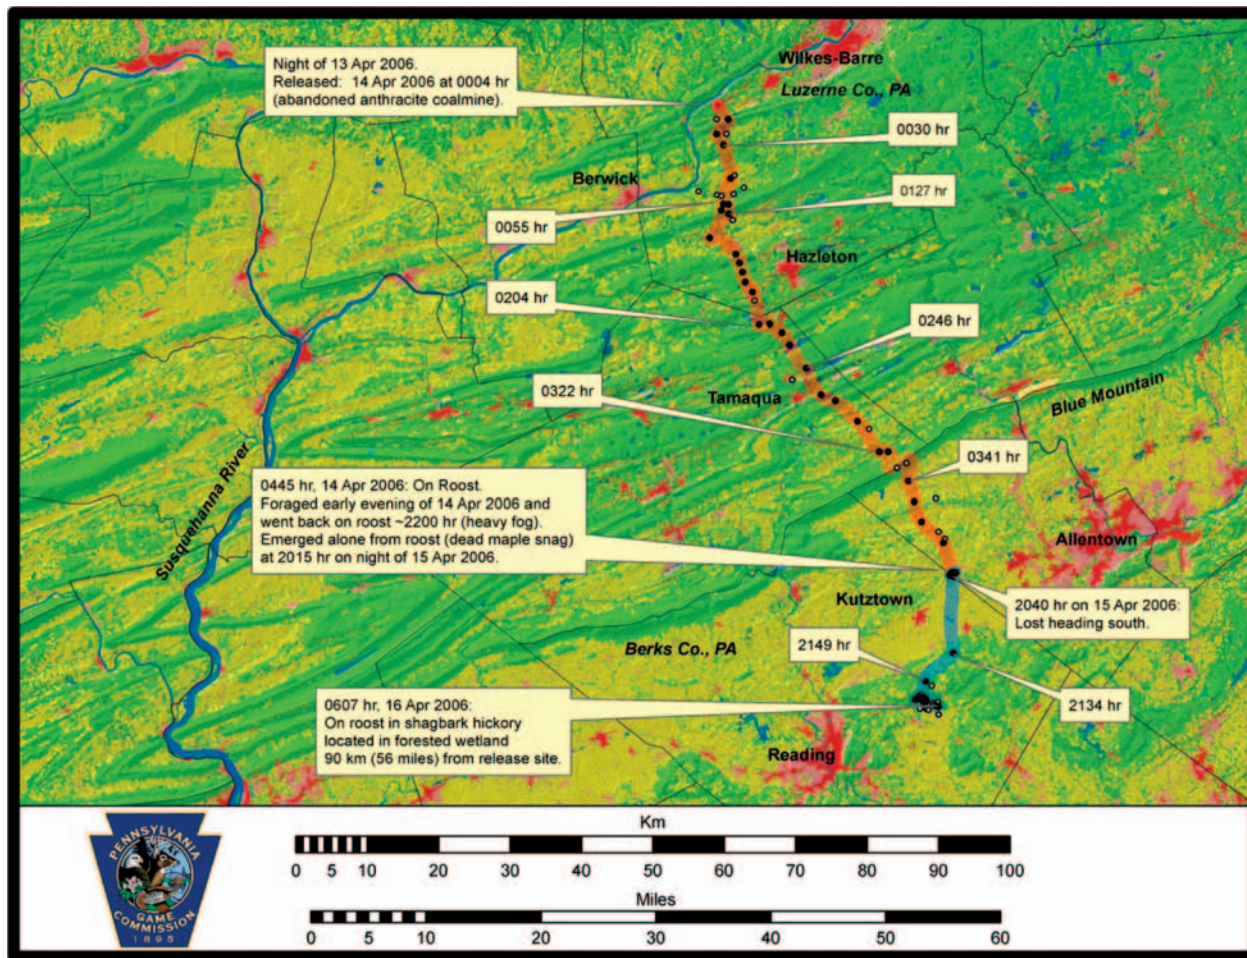 Night of 13 Apr 2006.
Released: 14 Apr 2006 at 0004 hr
(abandoned anthracite coalmine).
Wilkes-Barre
Luzerne Co., PA
0030 hr
Berwick
0127 hr
0055 hr
Hazleton
0204 hr
0246 hr
0322 hr
Tamaqua
Blue Mountain
0341 hr
Susquehanna River
0445 hr, 14 Apr 2006: On Roost.
Foraged early evening of 14 Apr 2006 and
went back on roost ~2200 hr (heavy fog).
Emerged alone from roost (dead maple snag)
at 2015 hr on night of 15 Apr 2006.
Allentown
Kutztown
2040 hr on 15 Apr 2006:
Lost heading south.
Berks Co., PA
2149 hr
0607 hr, 16 Apr 2006:
On roost in shagbark hickory
located in forested wetland
90 km (56 miles) from release site.
2134 hr
Reading
PENNSYLVANIA
GAME
COMMISSION
1895
Km
0 5 10 20 30 40 50 60 70 80 90 100
Miles
0 5 10 20 30 40 50 60